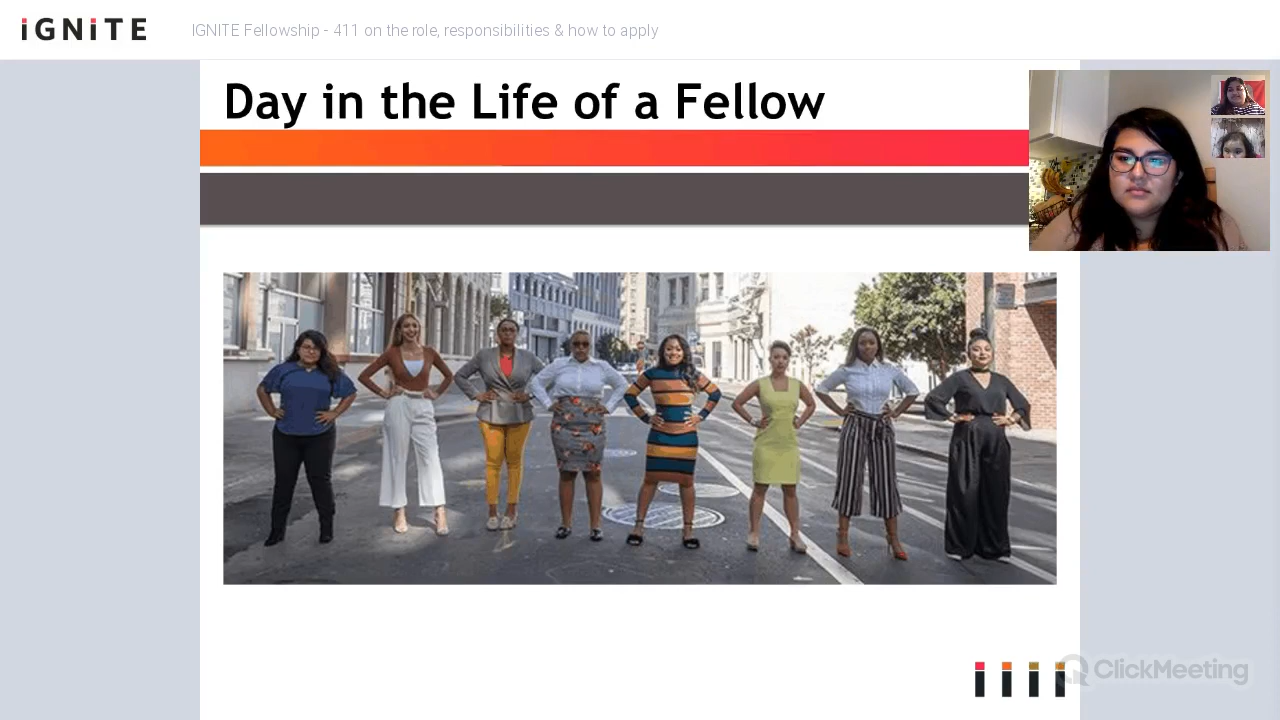 iGNiTE
IGNITE Fellowship - 411 on the role, responsibilities & how to apply
Day in the Life of a Fellow
ClickMeeting